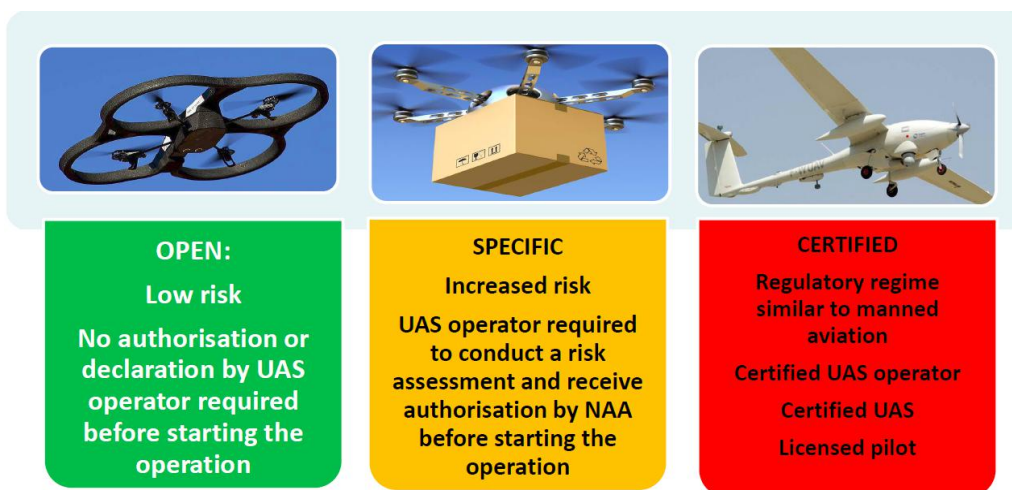 OPEN:
Low risk
No authorisation or
declaration by UAS
operator required
before starting the
operation
SPECIFIC
Increased risk
UAS operator required
to conduct a risk
assessment and receive
authorisation by NAA
before starting the
operation
CERTIFIED
Regulatory regime
similar to manned
aviation
Certified UAS operator
Certified UAS
Licensed pilot